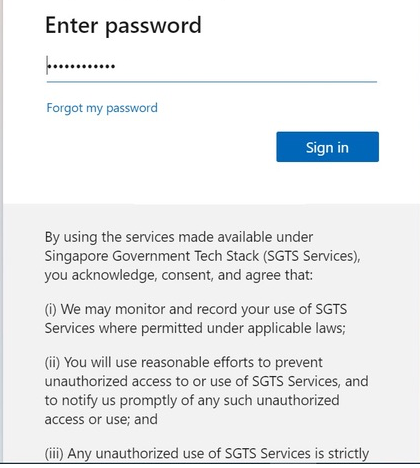 Enter password
••••••••••••
Forgot my password
Sign in
By using the services made available under
Singapore Government Tech Stack (SGTS Services),
you acknowledge, consent, and agree that:
(i) We may monitor and record your use of SGTS
Services where permitted under applicable laws;
(ii) You will use reasonable efforts to prevent
unauthorized access to or use of SGTS Services, and
to notify us promptly of any such unauthorized
access or use; and
(iii) Any unauthorized use of SGTS Services is strictly